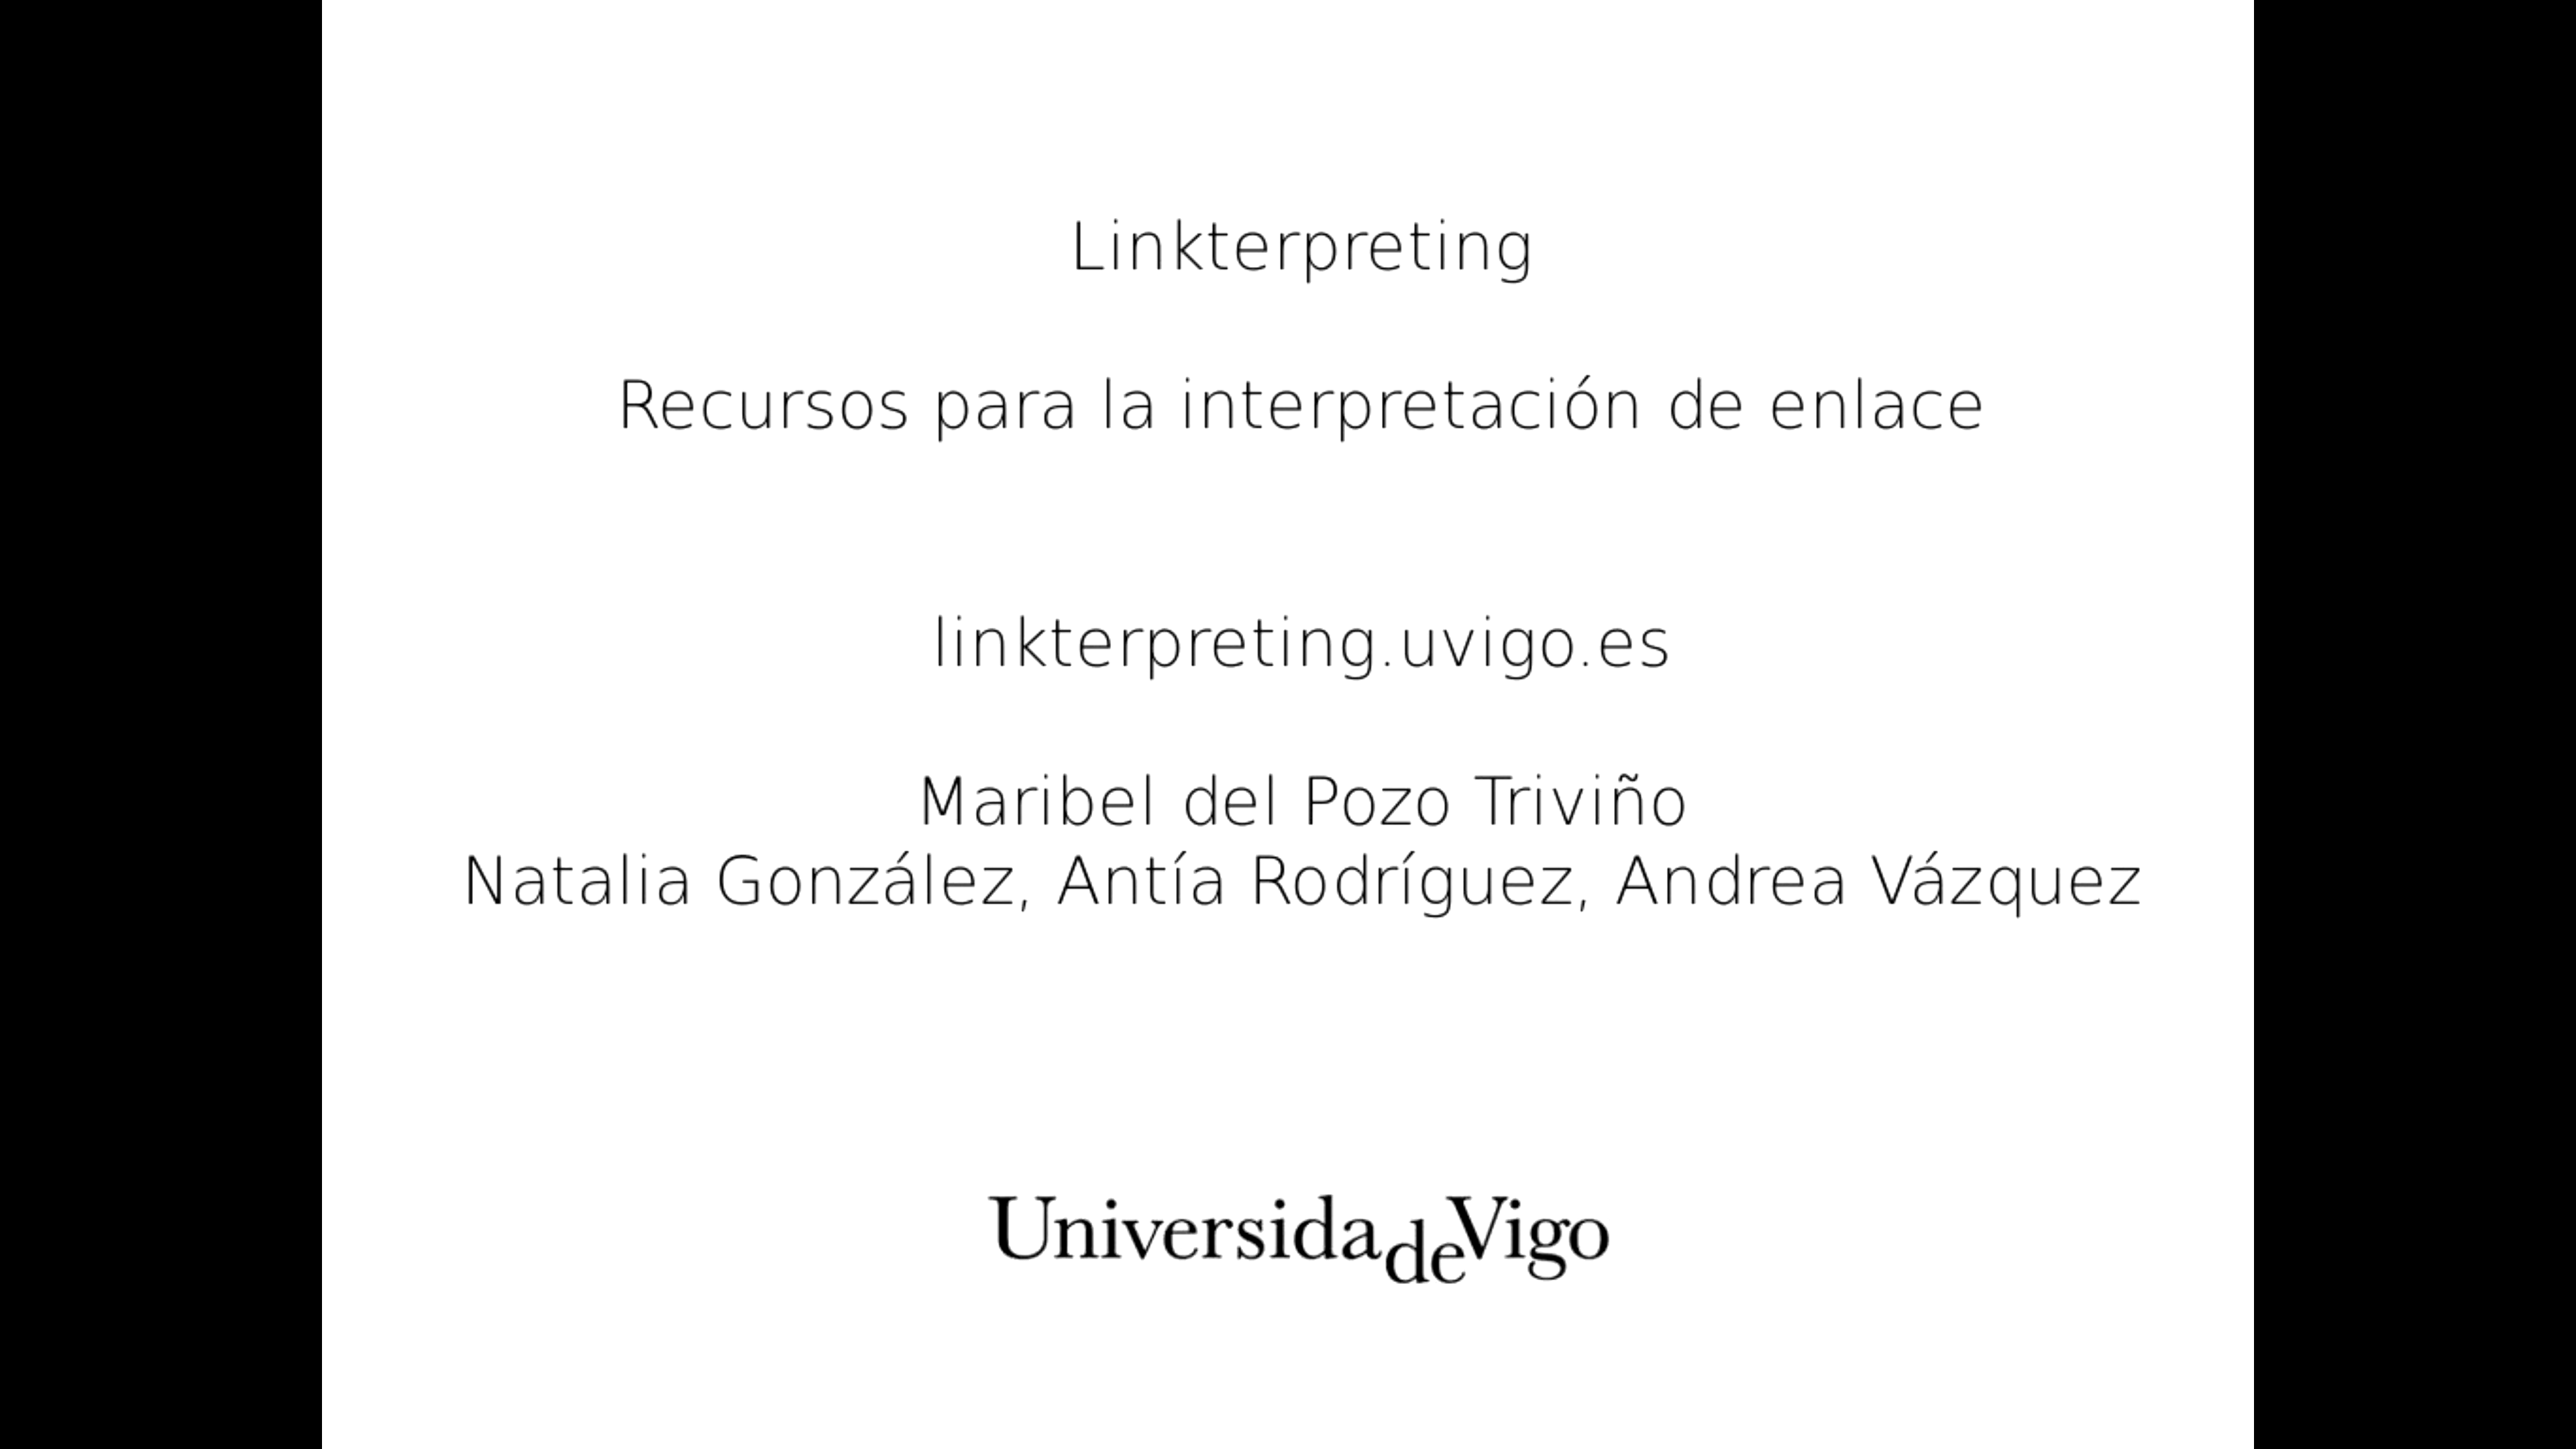 Linkterpreting
Recursos para la interpretación de enlace
linkterpreting.uvigo.es
Maribel del Pozo Triviño
Natalia González, Antía Rodríguez, Andrea Vázquez
UniversidadeVigo